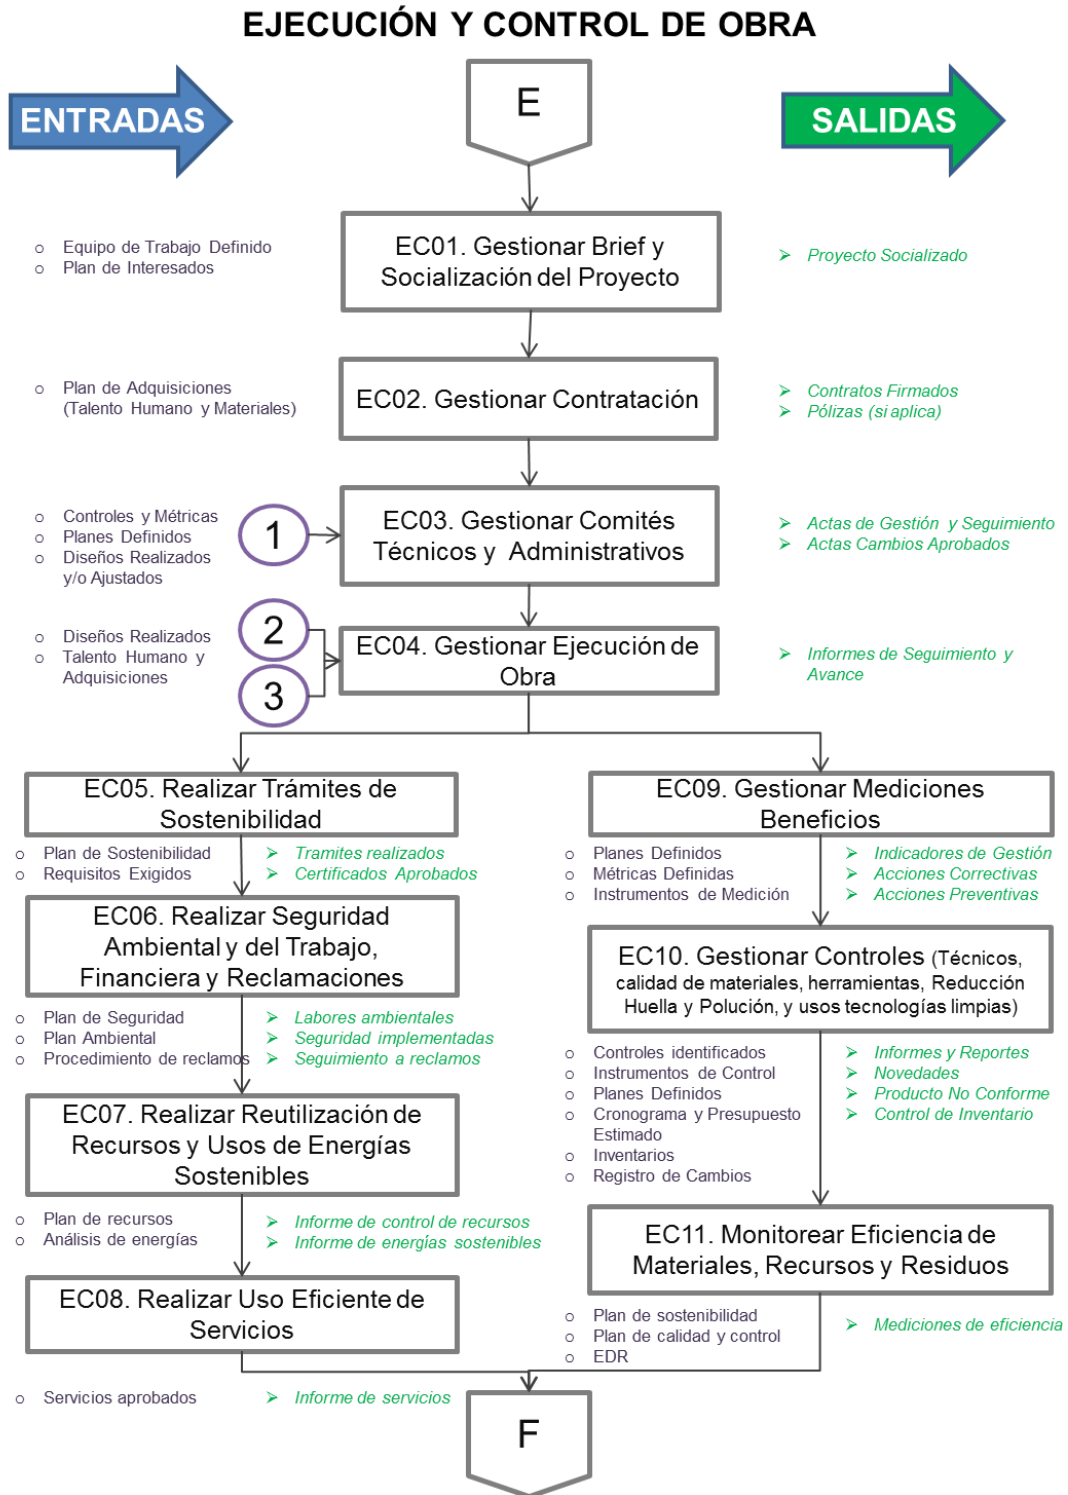 EJECUCIÓN Y CONTROL DE OBRA
ENTRADAS
E
SALIDAS
o Equipo de Trabajo Definido
o Plan de Interesados
EC01. Gestionar Brief y
Socialización del Proyecto
➢ Proyecto Socializado
o Plan de Adquisiciones
(Talento Humano y Materiales)
EC02. Gestionar Contratación
➢ Contratos Firmados
➢ Pólizas (si aplica)
o Controles y Métricas
o Planes Definidos
o Diseños Realizados
y/o Ajustados
1
EC03. Gestionar Comités
Técnicos y Administrativos
➢ Actas de Gestión y Seguimiento
➢ Actas Cambios Aprobados
o Diseños Realizados
o Talento Humano y
Adquisiciones
2
3
EC04. Gestionar Ejecución de
Obra
➢ Informes de Seguimiento y
Avance
EC05. Realizar Trámites de
Sostenibilidad
o Plan de Sostenibilidad
o Requisitos Exigidos
➢ Tramites realizados
➢ Certificados Aprobados
EC06. Realizar Seguridad
Ambiental y del Trabajo,
Financiera y Reclamaciones
o Plan de Seguridad
o Plan Ambiental
o Procedimiento de reclamos
➢ Labores ambientales
➢ Seguridad implementadas
➢ Seguimiento a reclamos
EC07. Realizar Reutilización de
Recursos y Usos de Energías
Sostenibles
o Plan de recursos
o Análisis de energías
➢ Informe de control de recursos
➢ Informe de energías sostenibles
EC08. Realizar Uso Eficiente de
Servicios
o Servicios aprobados
➢ Informe de servicios
EC09. Gestionar Mediciones
Beneficios
o Planes Definidos
o Métricas Definidas
o Instrumentos de Medición
➢ Indicadores de Gestión
➢ Acciones Correctivas
➢ Acciones Preventivas
EC10. Gestionar Controles (Técnicos,
calidad de materiales, herramientas, Reducción
Huella y Polución, y usos tecnologías limpias)
o Controles identificados
o Instrumentos de Control
o Planes Definidos
o Cronograma y Presupuesto
Estimado
o Inventarios
o Registro de Cambios
➢ Informes y Reportes
➢ Novedades
➢ Producto No Conforme
➢ Control de Inventario
EC11. Monitorear Eficiencia de
Materiales, Recursos y Residuos
o Plan de sostenibilidad
o Plan de calidad y control
o EDR
➢ Mediciones de eficiencia
F